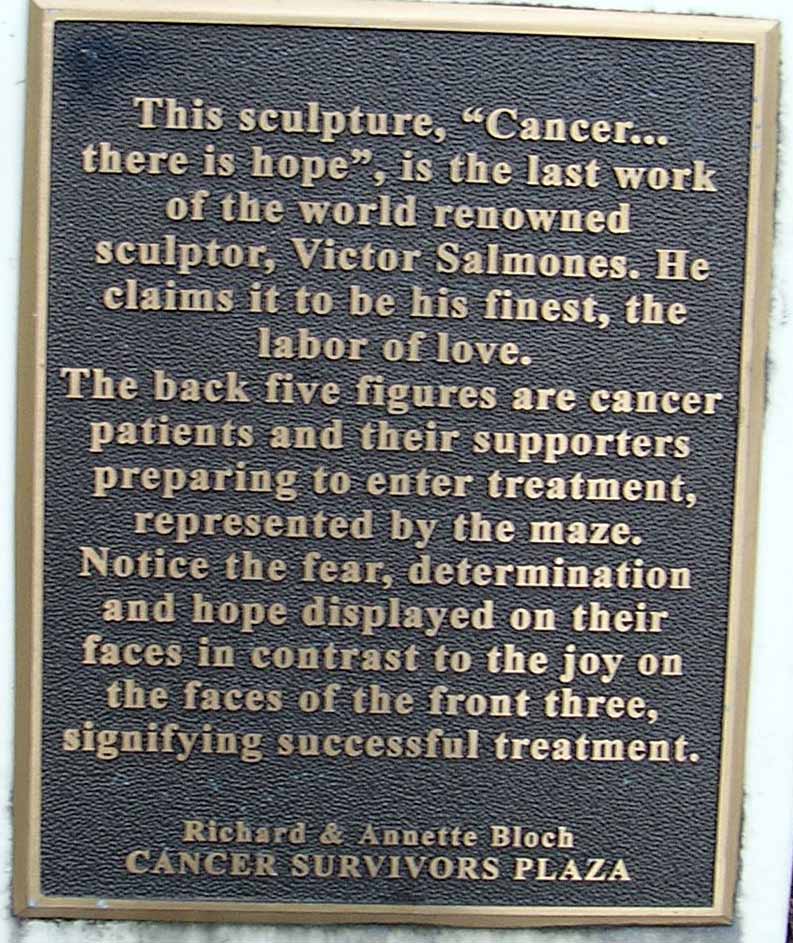 This sculpture, “Cancer...
there is hope”, is the last work
of the world renowned
sculptor, Victor Salmones. He
claims it to be his finest, the
labor of love.
The back five figures are cancer
patients and their supporters
preparing to enter treatment,
represented by the maze.
Notice the fear, determination
and hope displayed on their
faces in contrast to the joy on
the faces of the front three,
signifying successful treatment.
Richard & Annette Bloch
CANCER SURVIVORS PLAZA